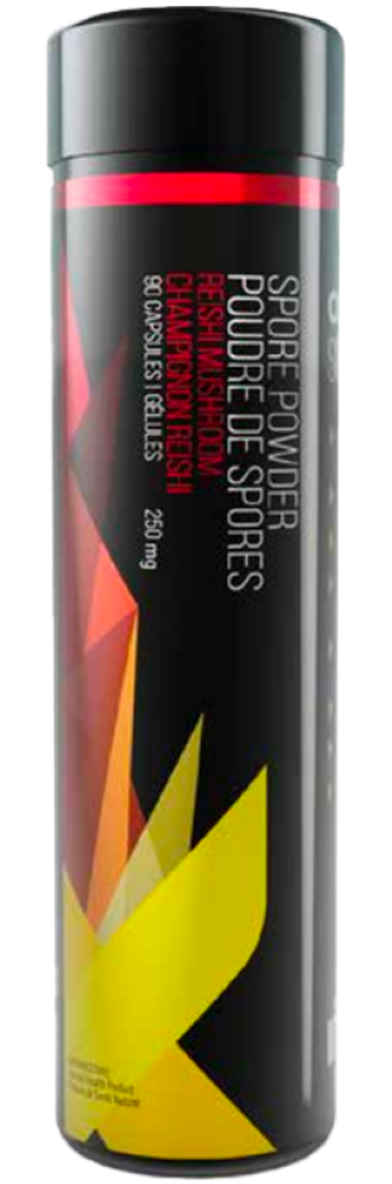 SPORE POWDER
POUDRE DE SPORES
REISHI MUSHROOM
CHAMPIGNON REISHI
90 CAPSULES | GÉLULES 250 mg